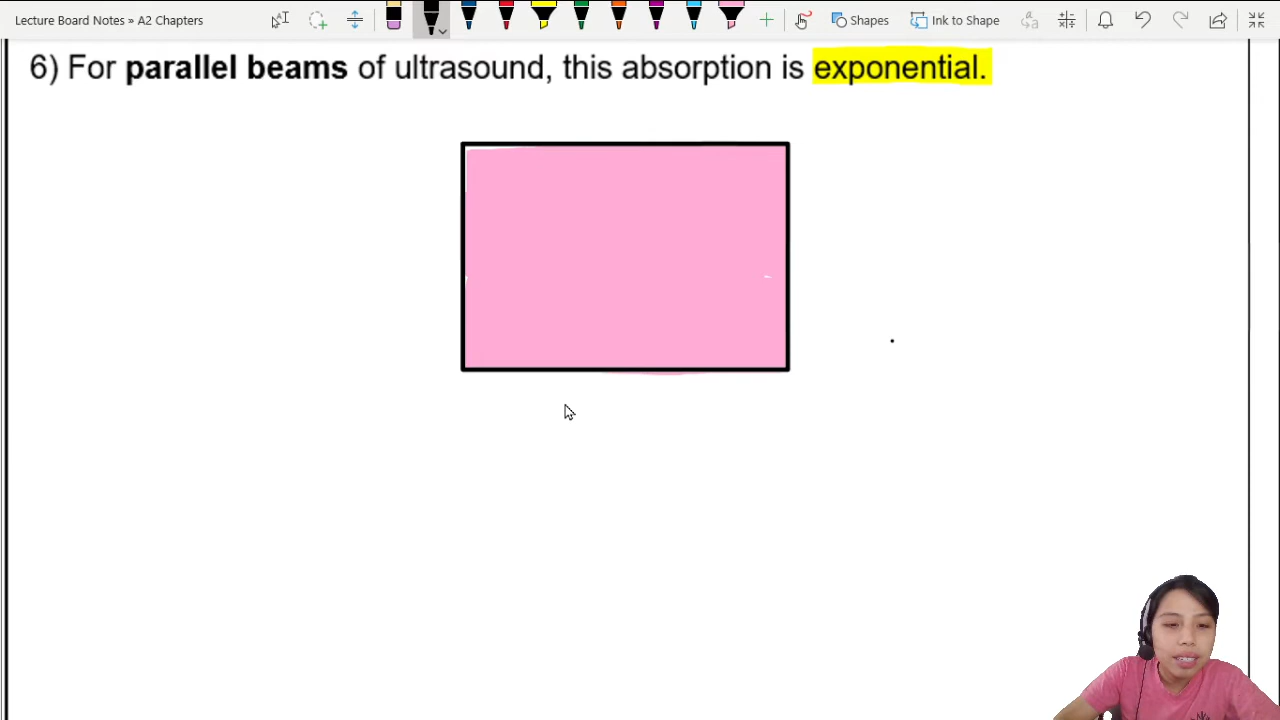 Lecture Board Notes » A2 Chapters
Shapes
Ink to Shape
6) For parallel beams of ultrasound, this absorption is exponential.